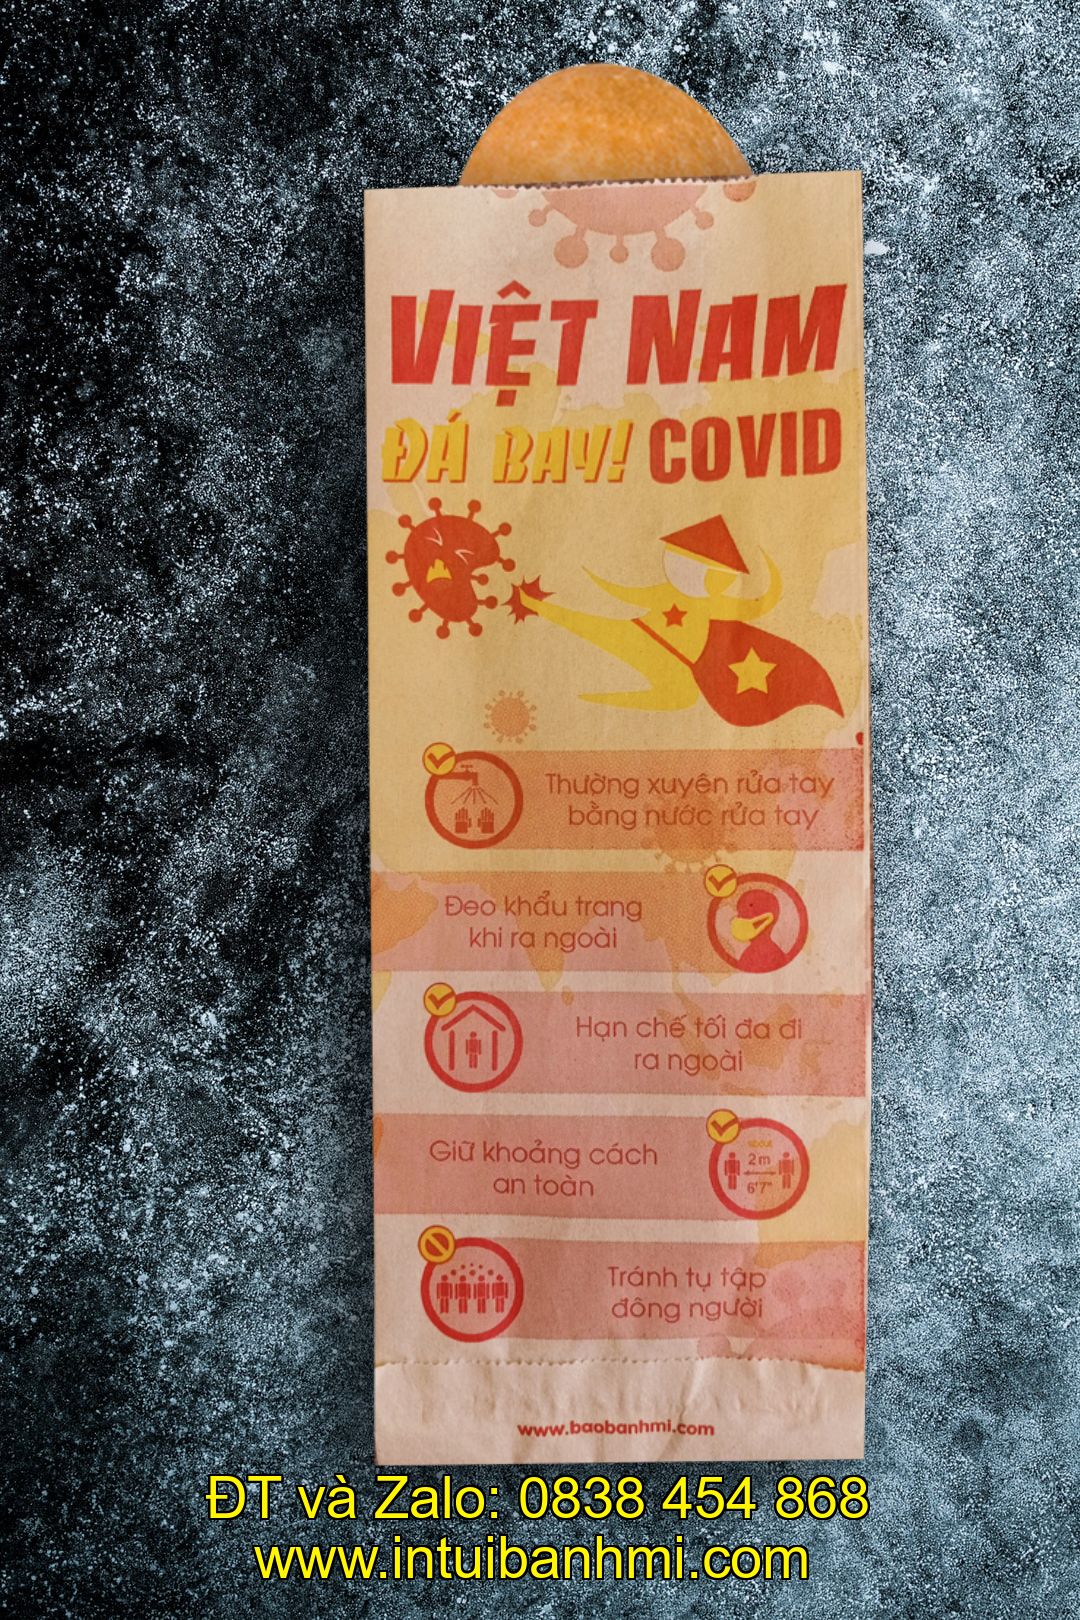 VIỆT NAM
ĐÁ BAY! COVID
Thường xuyên rửa tay
bằng nước rửa tay
Đeo khẩu trang
khi ra ngoài
Hạn chế tối đa đi
ra ngoài
Giữ khoảng cách
an toàn
about
2 m
6'7"
Tránh tụ tập
đông người
www.baobanhmi.com
ĐT và Zalo: 0838 454 868
www.intuibanhmi.com